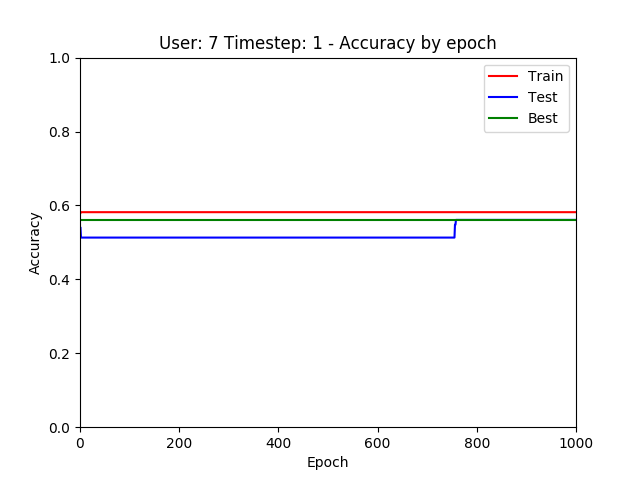 User: 7 Timestep: 1 - Accuracy by epoch
1.0
0.8
0.6
0.4
0.2
0.0
Accuracy
Train
Test
Best
0 200 400 600 800 1000
Epoch